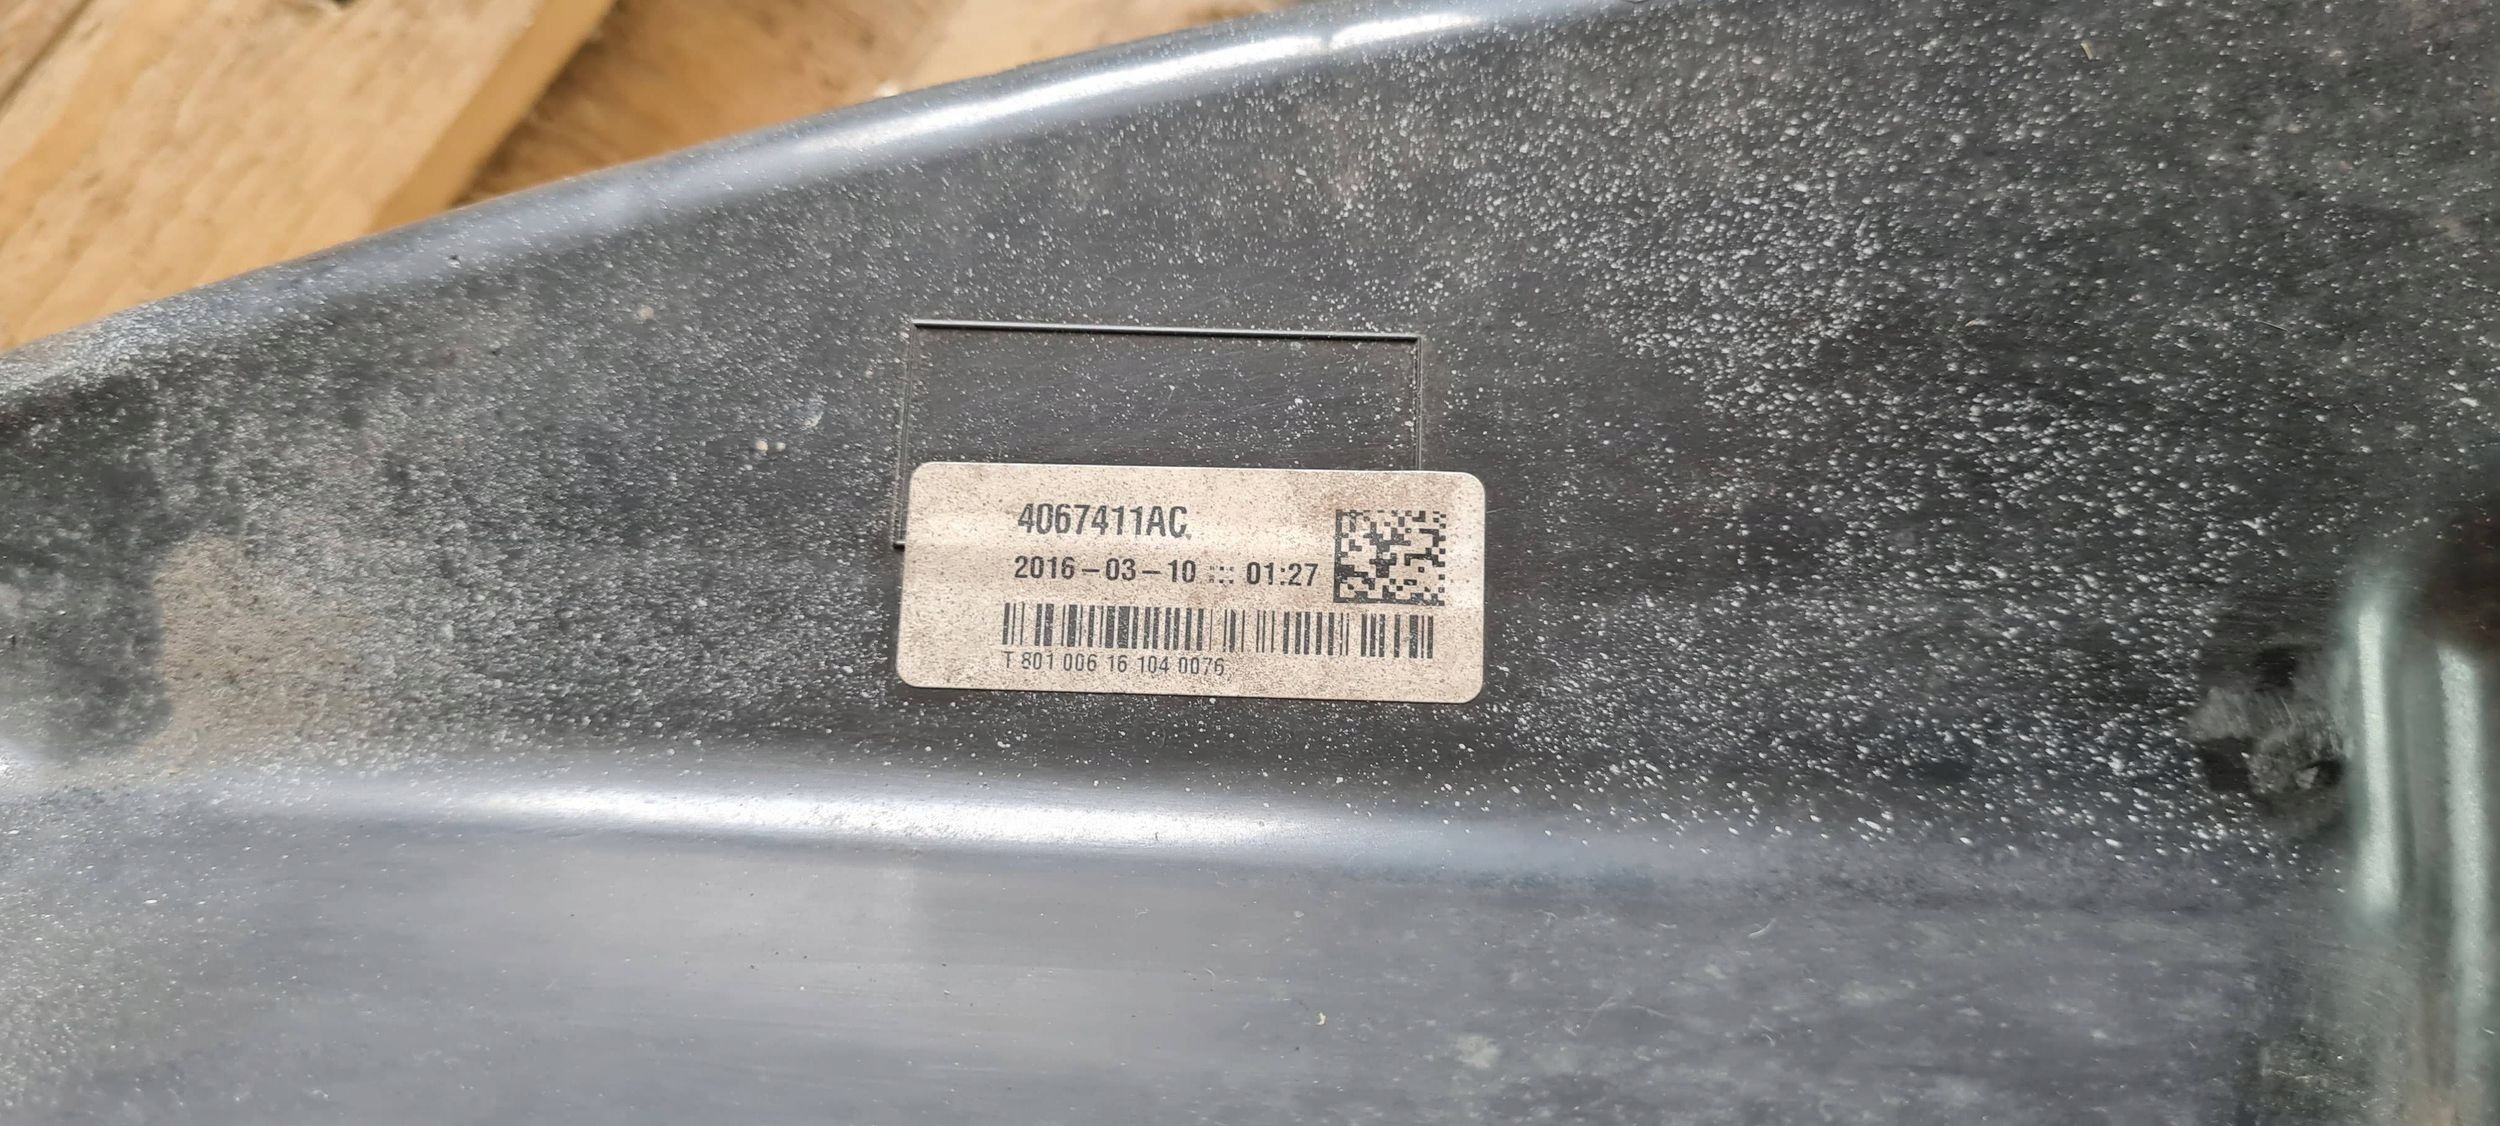 4067411AC
2016-03-10 ::: 01:27
T 801 006 16 104 0076